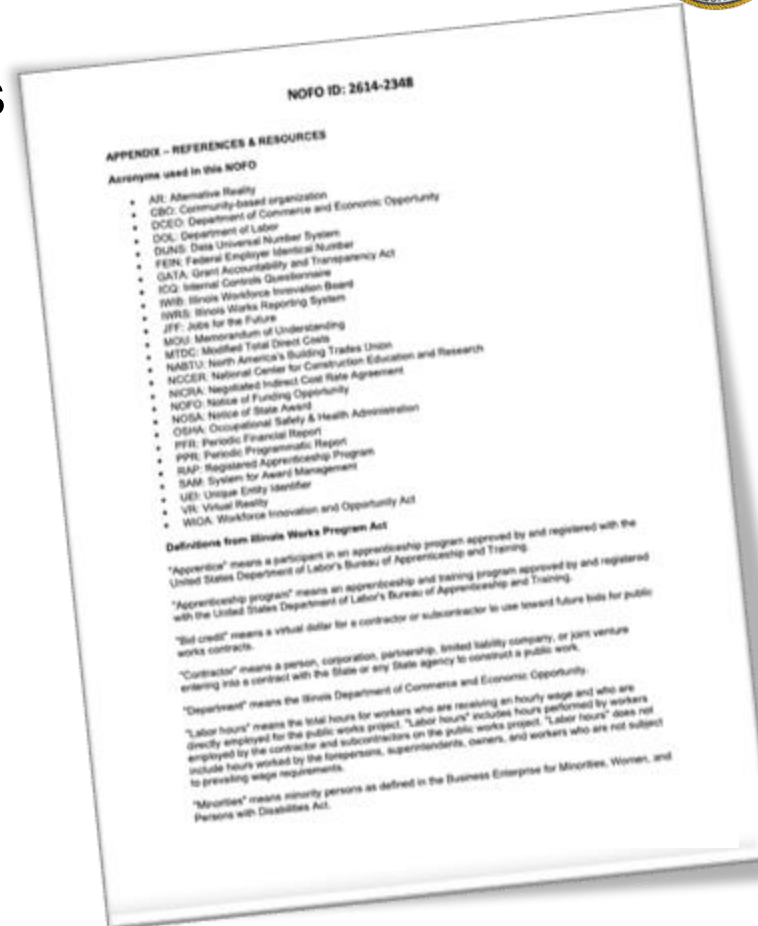 S
NOFO ID: 2614-2348
APPENDIX – REFERENCES & RESOURCES
Acronyms used in this NOFO
• AR: Alternative Reality
• CBO: Community-based organization
• DCEO: Department of Commerce and Economic Opportunity
• DOL: Department of Labor
• DUNS: Data Universal Number System
• FEIN: Federal Employer Identical Number
• GATA: Grant Accountability and Transparency Act
• ICQ: Internal Controls Questionnaire
• IWIB: Illinois Workforce Innovation Board
• IWRS: Illinois Works Reporting System
• JFF: Jobs for the Future
• MOU: Memorandum of Understanding
• MTDC: Modified Total Direct Costs
• NABTU: North America's Building Trades Union
• NCCER: National Center for Construction Education and Research
• NICRA: Negotiated Indirect Cost Rate Agreement
• NOFO: Notice of Funding Opportunity
• NOSA: Notice of State Award
• OSHA: Occupational Safety & Health Administration
• PFR: Periodic Financial Report
• PPR: Periodic Programmatic Report
• RAP: Registered Apprenticeship Program
• SAM: System for Award Management
• UEI: Unique Entity Identifier
• VR: Virtual Reality
• WIOA: Workforce Innovation and Opportunity Act
Definitions from Illinois Works Program Act
"Apprentice" means a participant in an apprenticeship program approved by and registered with the
United States Department of Labor's Bureau of Apprenticeship and Training.
"Apprenticeship program" means an apprenticeship and training program approved by and registered
with the United States Department of Labor's Bureau of Apprenticeship and Training.
"Bid credit" means a virtual dollar for a contractor or subcontractor to use toward future bids for public
works contracts.
"Contractor" means a person, corporation, partnership, limited liability company, or joint venture
entering into a contract with the State or any State agency to construct a public work.
"Department" means the Illinois Department of Commerce and Economic Opportunity.
"Labor hours" means the total hours for workers who are receiving an hourly wage and who are
directly employed for the public works project. "Labor hours" includes hours performed by workers
employed by the contractor and subcontractors on the public works project. "Labor hours" does not
include hours worked by the forepersons, superintendents, owners, and workers who are not subject
to prevailing wage requirements.
"Minorities" means minority persons as defined in the Business Enterprise for Minorities, Women, and
Persons with Disabilities Act.